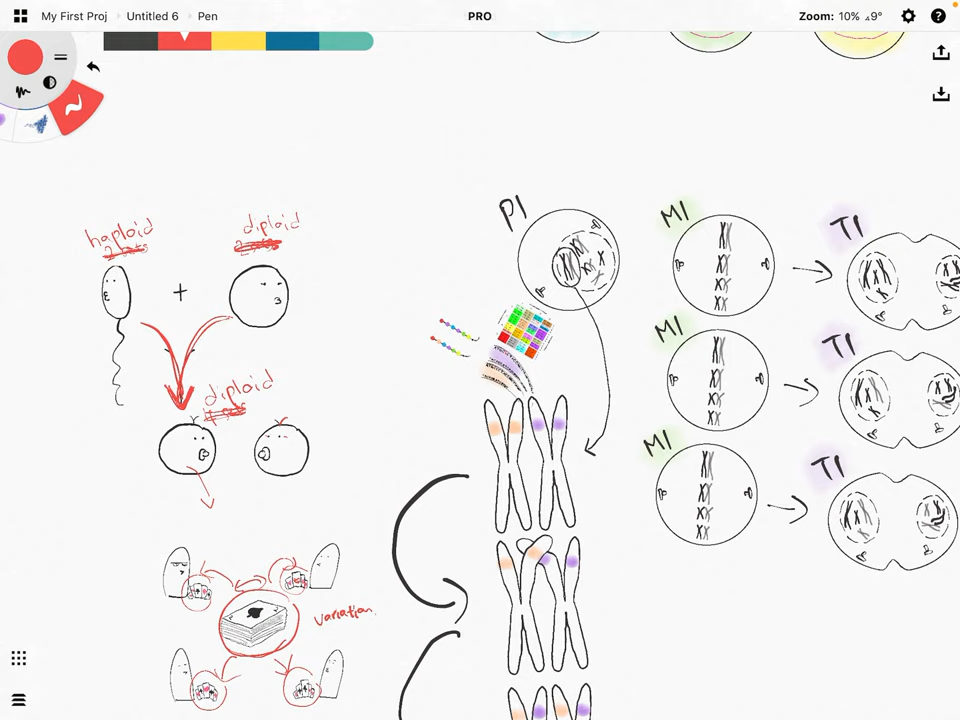 My First Proj
Untitled 6
Pen
PRO
Zoom: 10% ⦟9°
haploid
diploid
+
diploid
variation.
PI
MI
TI
MI
TI
MI
TI